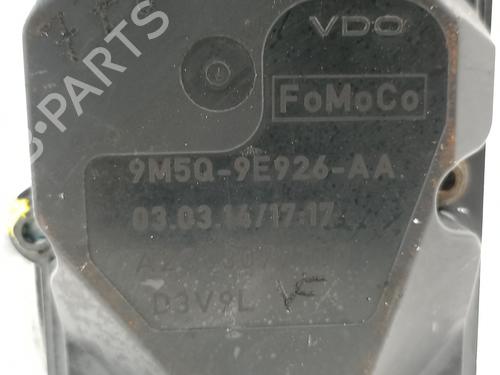 VDO
FoMoCo
9M5Q-9E926-AA
03.03.14/17:17
D3V9L
B-PARTS